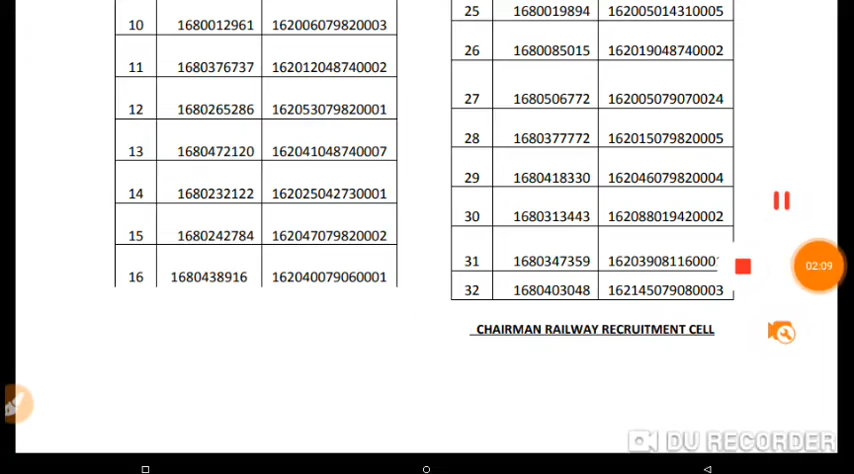 10 1680012961 162006079820003
11 1680376737 162012048740002
12 1680265286 162053079820001
13 1680472120 162041048740007
14 1680232122 162025042730001
15 1680242784 162047079820002
16 1680438916 162040079060001
25 1680019894 162005014310005
26 1680085015 162019048740002
27 1680506772 162005079070024
28 1680377772 162015079820005
29 1680418330 162046079820004
30 1680313443 162088019420002
31 1680347359
32 1680403048 162145079080003
CHAIRMAN RAILWAY RECRUITMENT CELL
02:09
DU RECORDER